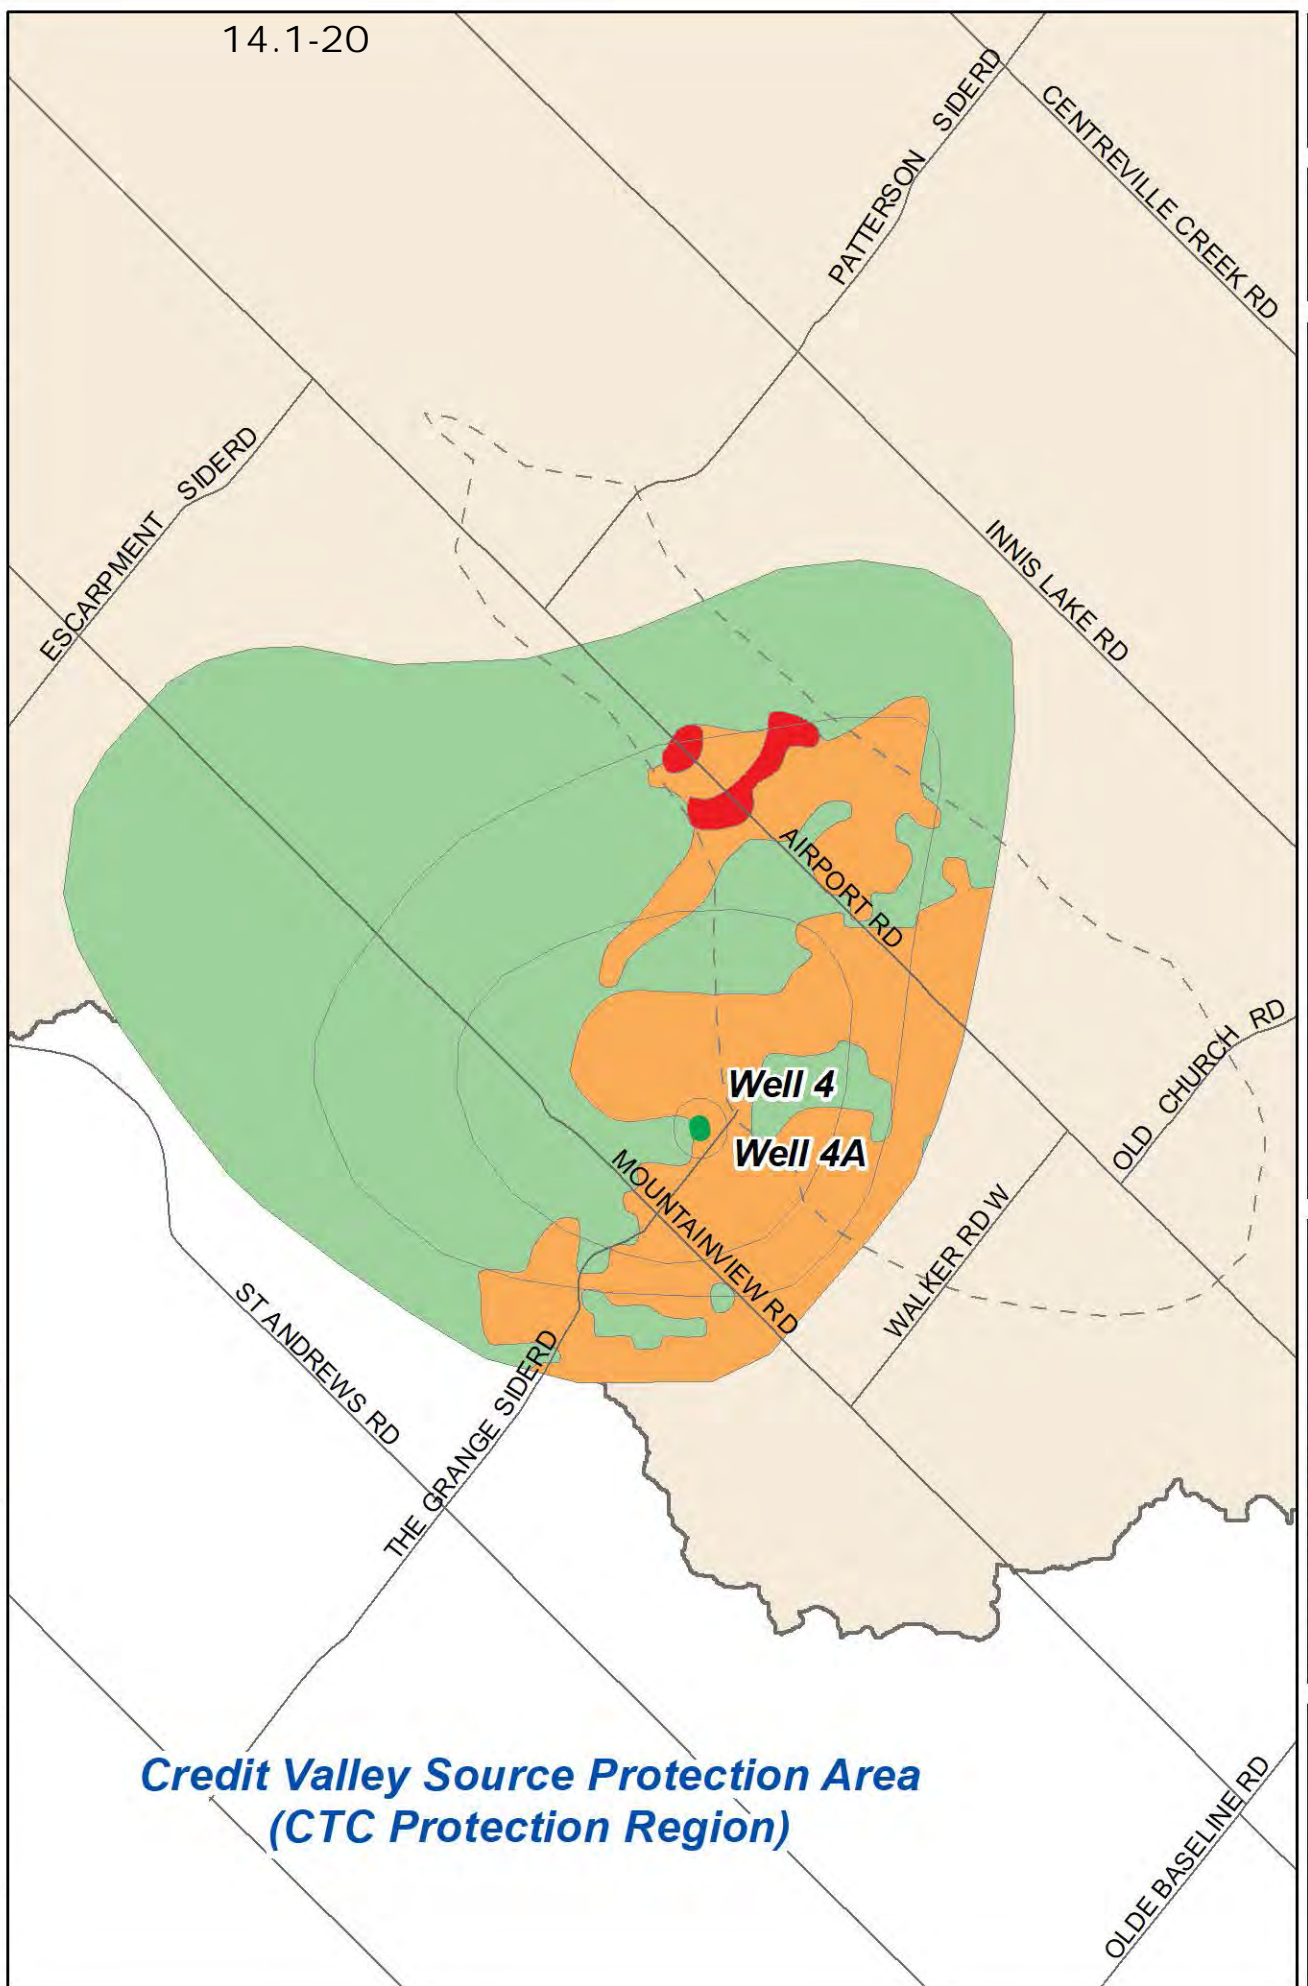 14.1-20
PATTERSON SIDERD
CENTREVILLE CREEK RD
ESCARPMENT SIDERD
INNIS LAKE RD
AIRPORT RD
OLD CHURCH RD
Well 4
Well 4A
MOUNTAINVIEW RD
WALKER RD W
ST ANDREWS RD
THE GRANGE SIDERD
Credit Valley Source Protection Area
(CTC Protection Region)
OLDE BASELINE RD